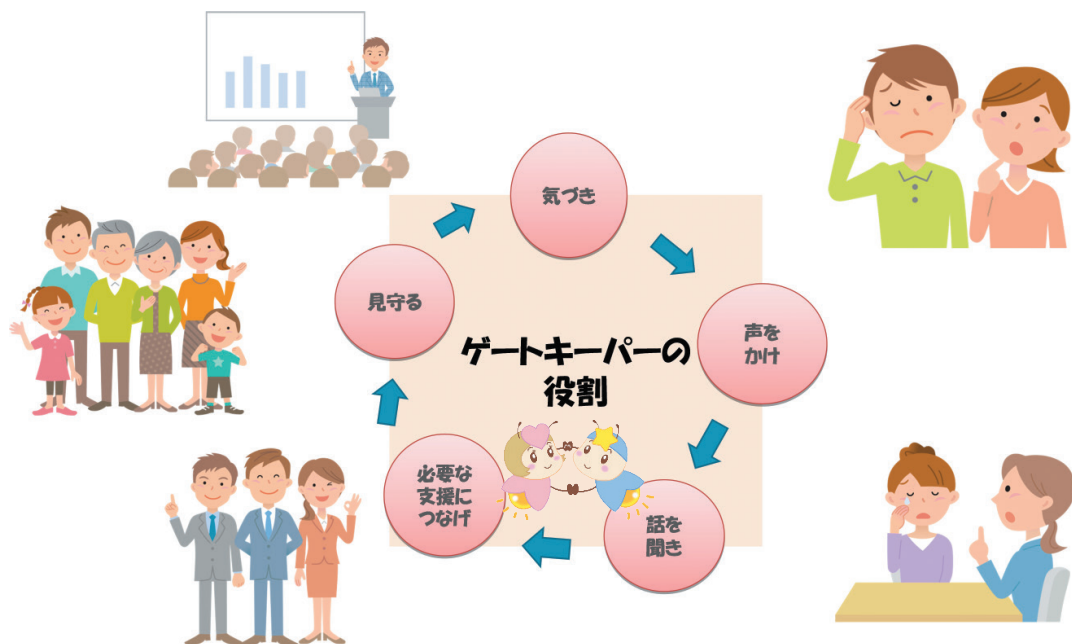 気づき
声を
かけ
話を
聞き
必要な
支援に
つなげ
見守る
ゲートキーパーの
役割